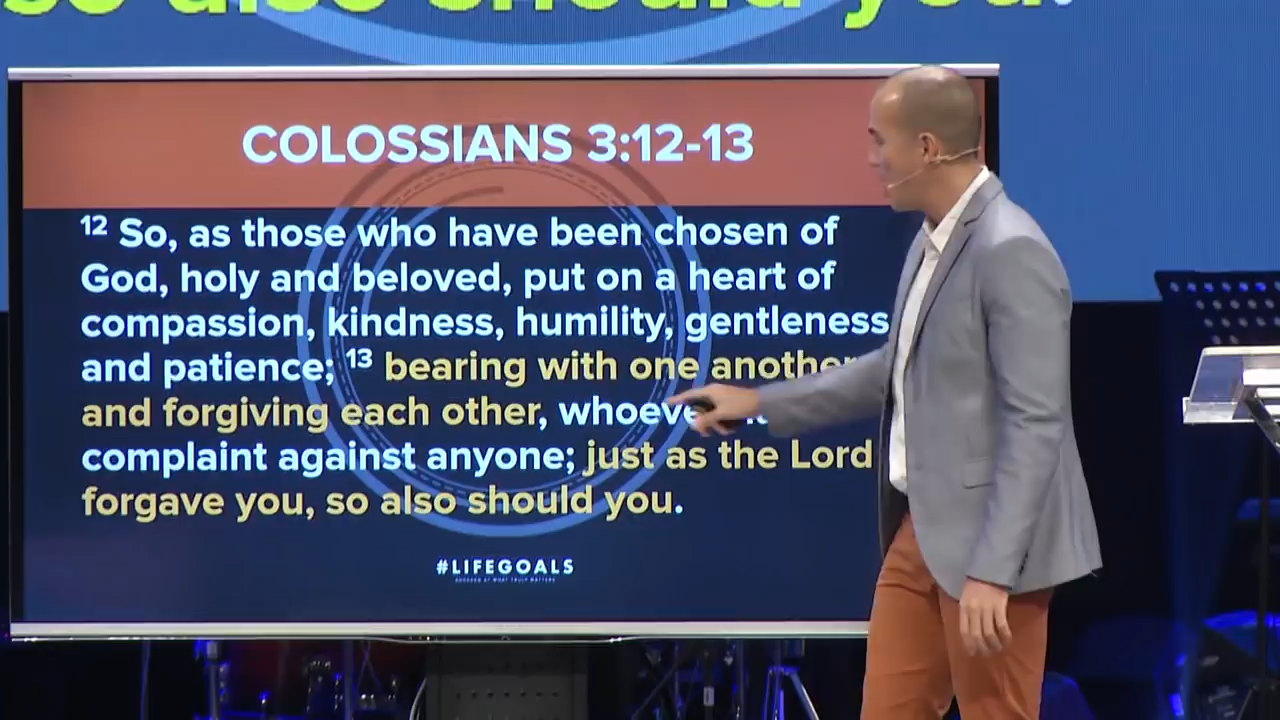 so also should you.
COLOSSIANS 3:12-13
12 So, as those who have been chosen of
God, holy and beloved, put on a heart of
compassion, kindness, humility, gentleness
and patience; 13 bearing with one another
and forgiving each other, whoever
complaint against anyone; just as the Lord
forgave you, so also should you.
#LIFEGOALS